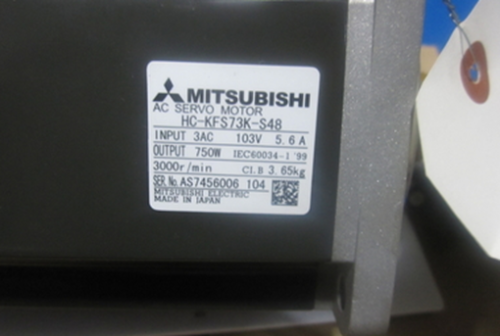 MITSUBISHI
AC SERVO MOTOR
HC-KFS73K-S48
INPUT 3AC 103V 5.6A
OUTPUT 750W IEC60034-1 '99
3000r/min Cl.B 3.65kg
SER.No.AS7456006 104
MITSUBISHI ELECTRIC
MADE IN JAPAN